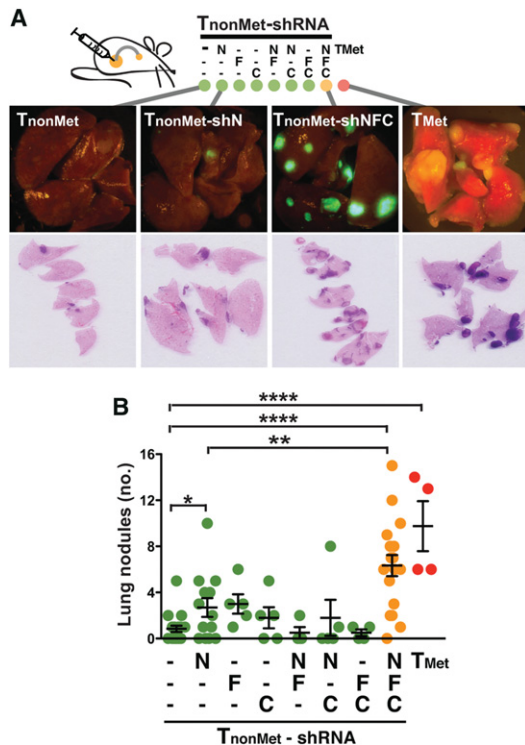 A
TnonMet-shRNA
- N - - N N - N TMet
- - F - F - F F
- - - C - C C C
TnonMet
TnonMet-shN
TnonMet-shNFC
TMet
B
****
****
**
*
Lung nodules (no.)
16
12
8
4
0
- N - - N N - N TMet
- - F - F - F F
- - - C - C C C
TnonMet - shRNA